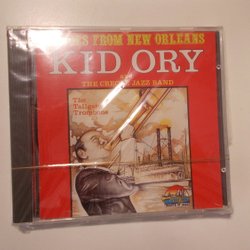 FROM NEW ORLEANS
KID ORY
THE CREOLE JAZZ BAND
The
Tailgate
Trombone